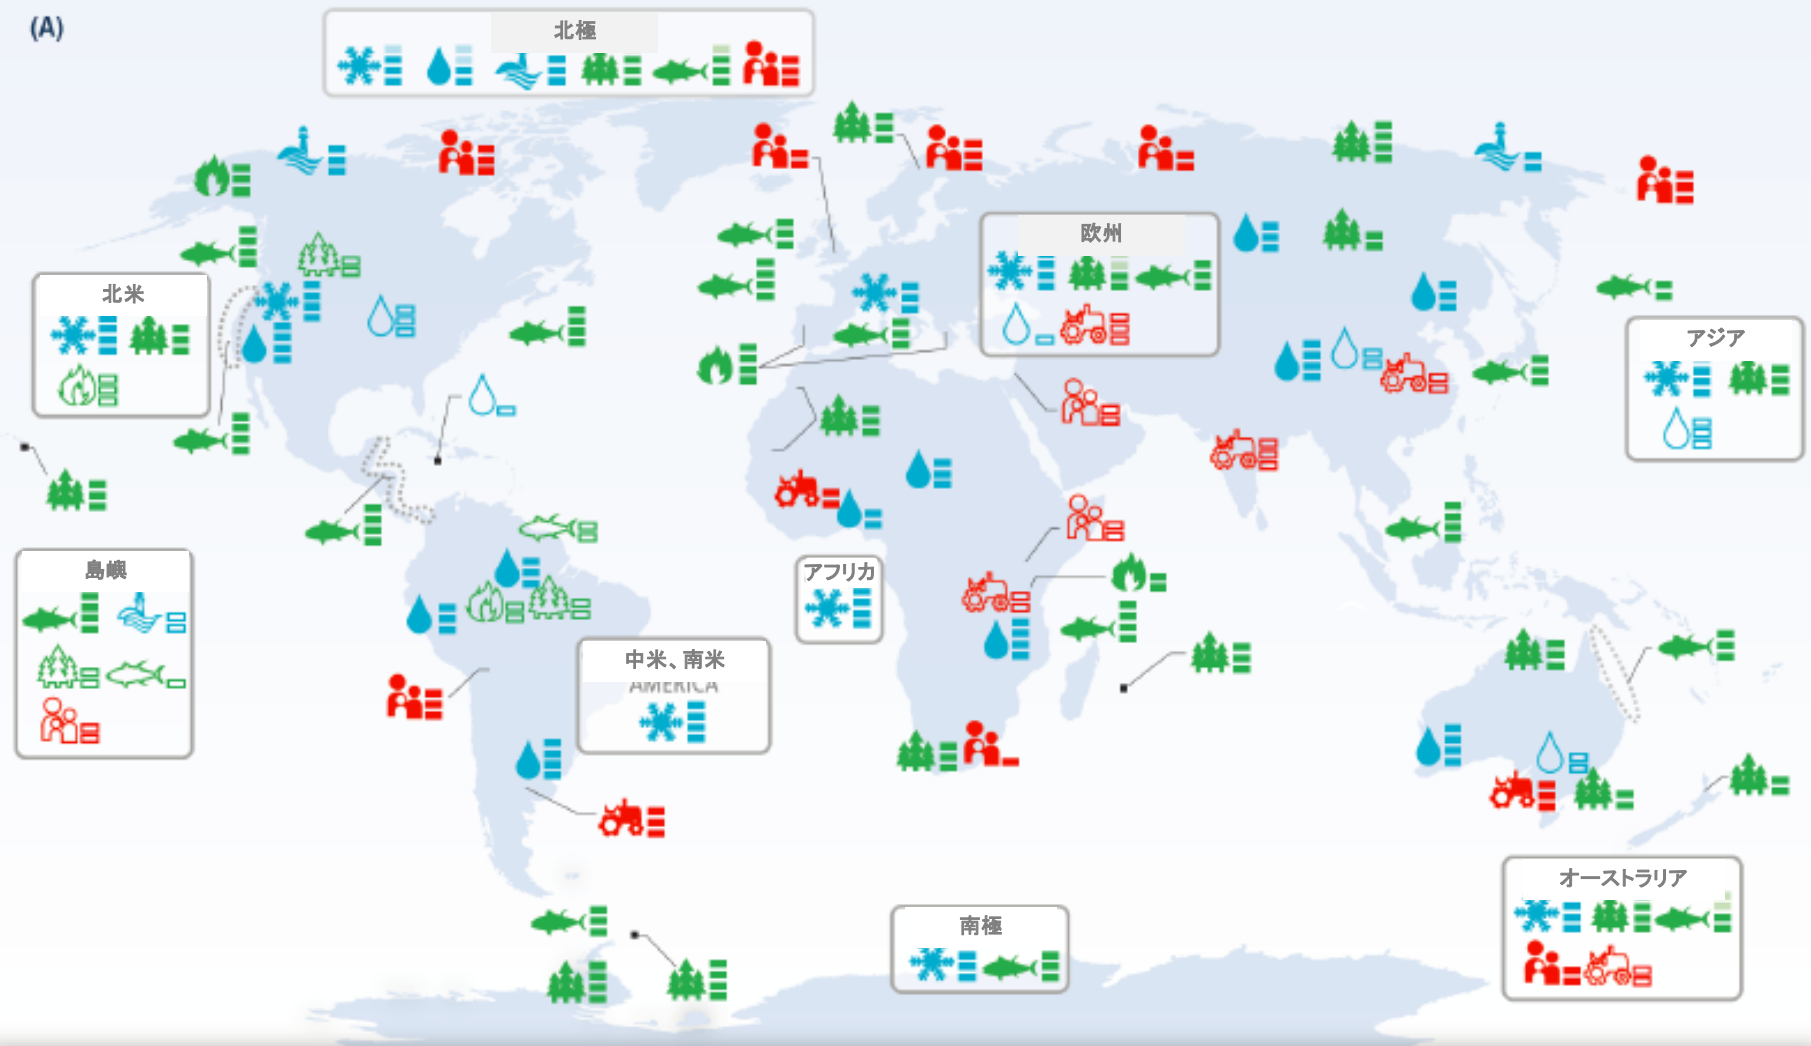 (A)
北極
欧州
北米
アジア
島嶼
アフリカ
中米、南米
AMERICA
オーストラリア
南極